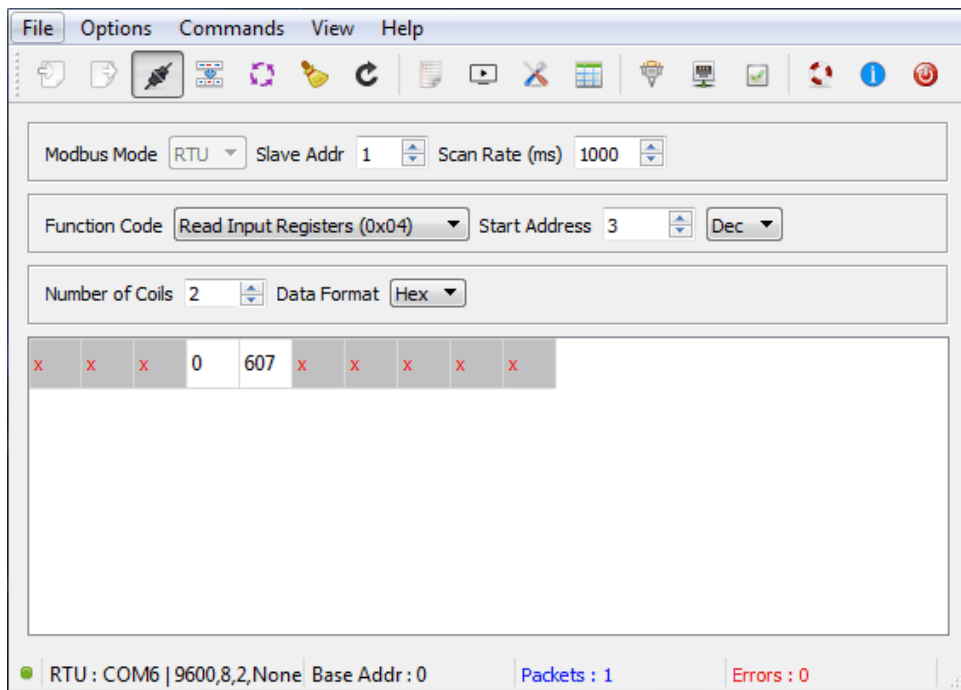 File Options Commands View Help
Modbus Mode RTU Slave Addr 1 Scan Rate (ms) 1000
Function Code Read Input Registers (0x04) Start Address 3 Dec
Number of Coils 2 Data Format Hex
x x x 0 607 x x x x x
RTU : COM6 | 9600,8,2,None Base Addr : 0 Packets : 1 Errors : 0